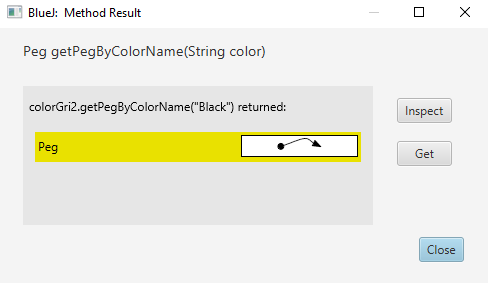 BlueJ: Method Result
Peg getPegByColorName(String color)
colorGri2.getPegByColorName("Black") returned:
Inspect
Peg
Get
Close